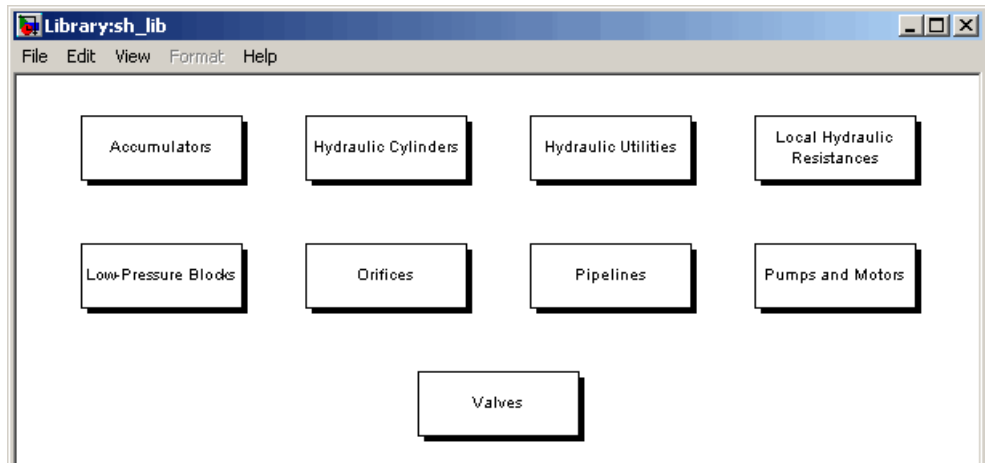 Library:sh_lib
File Edit View Format Help
Accumulators
Hydraulic Cylinders
Hydraulic Utilities
Local Hydraulic
Resistances
Low-Pressure Blocks
Orifices
Pipelines
Pumps and Motors
Valves